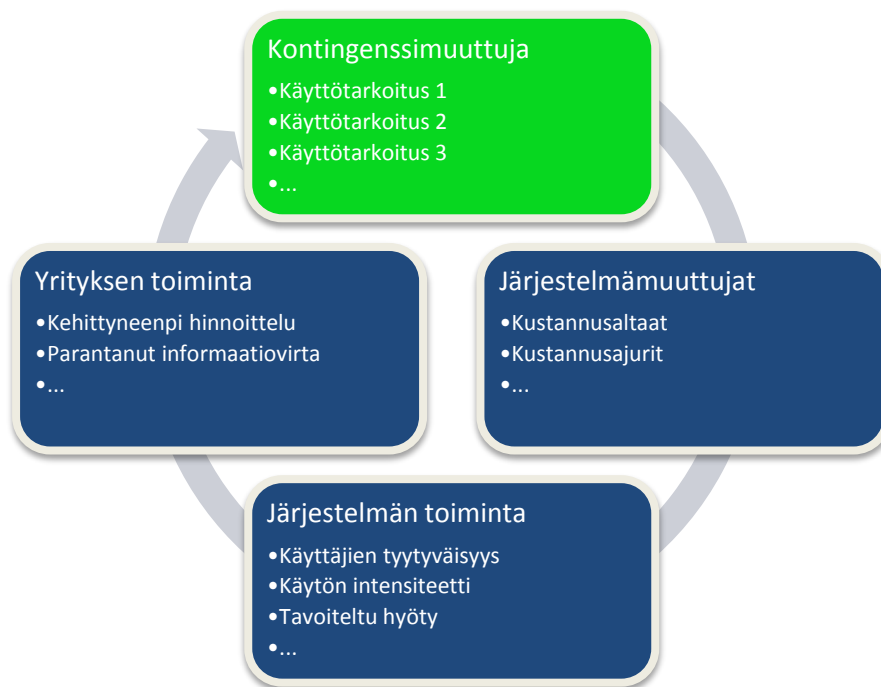 Kontingenssimuuttuja
•Käyttötarkoitus 1
•Käyttötarkoitus 2
•Käyttötarkoitus 3
•...
Järjestelmämuuttujat
•Kustannusaltaat
•Kustannusajurit
•...
Järjestelmän toiminta
•Käyttäjien tyytyväisyys
•Käytön intensiteetti
•Tavoiteltu hyöty
•...
Yrityksen toiminta
•Kehittyneenpi hinnoittelu
•Parantanut informaatiovirta
•...